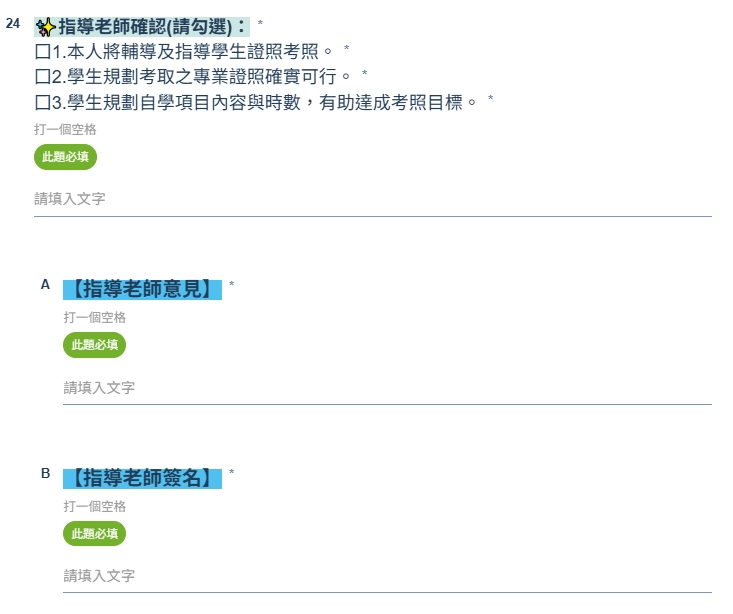 24 ✨指導老師確認(請勾選)： *
☐1.本人將輔導及指導學生證照考照。 *
☐2.學生規劃考取之專業證照確實可行。 *
☐3.學生規劃自學項目內容與時數，有助達成考照目標。 *
打一個空格
此題必填
請填入文字
A 【指導老師意見】 *
打一個空格
此題必填
請填入文字
B 【指導老師簽名】 *
打一個空格
此題必填
請填入文字